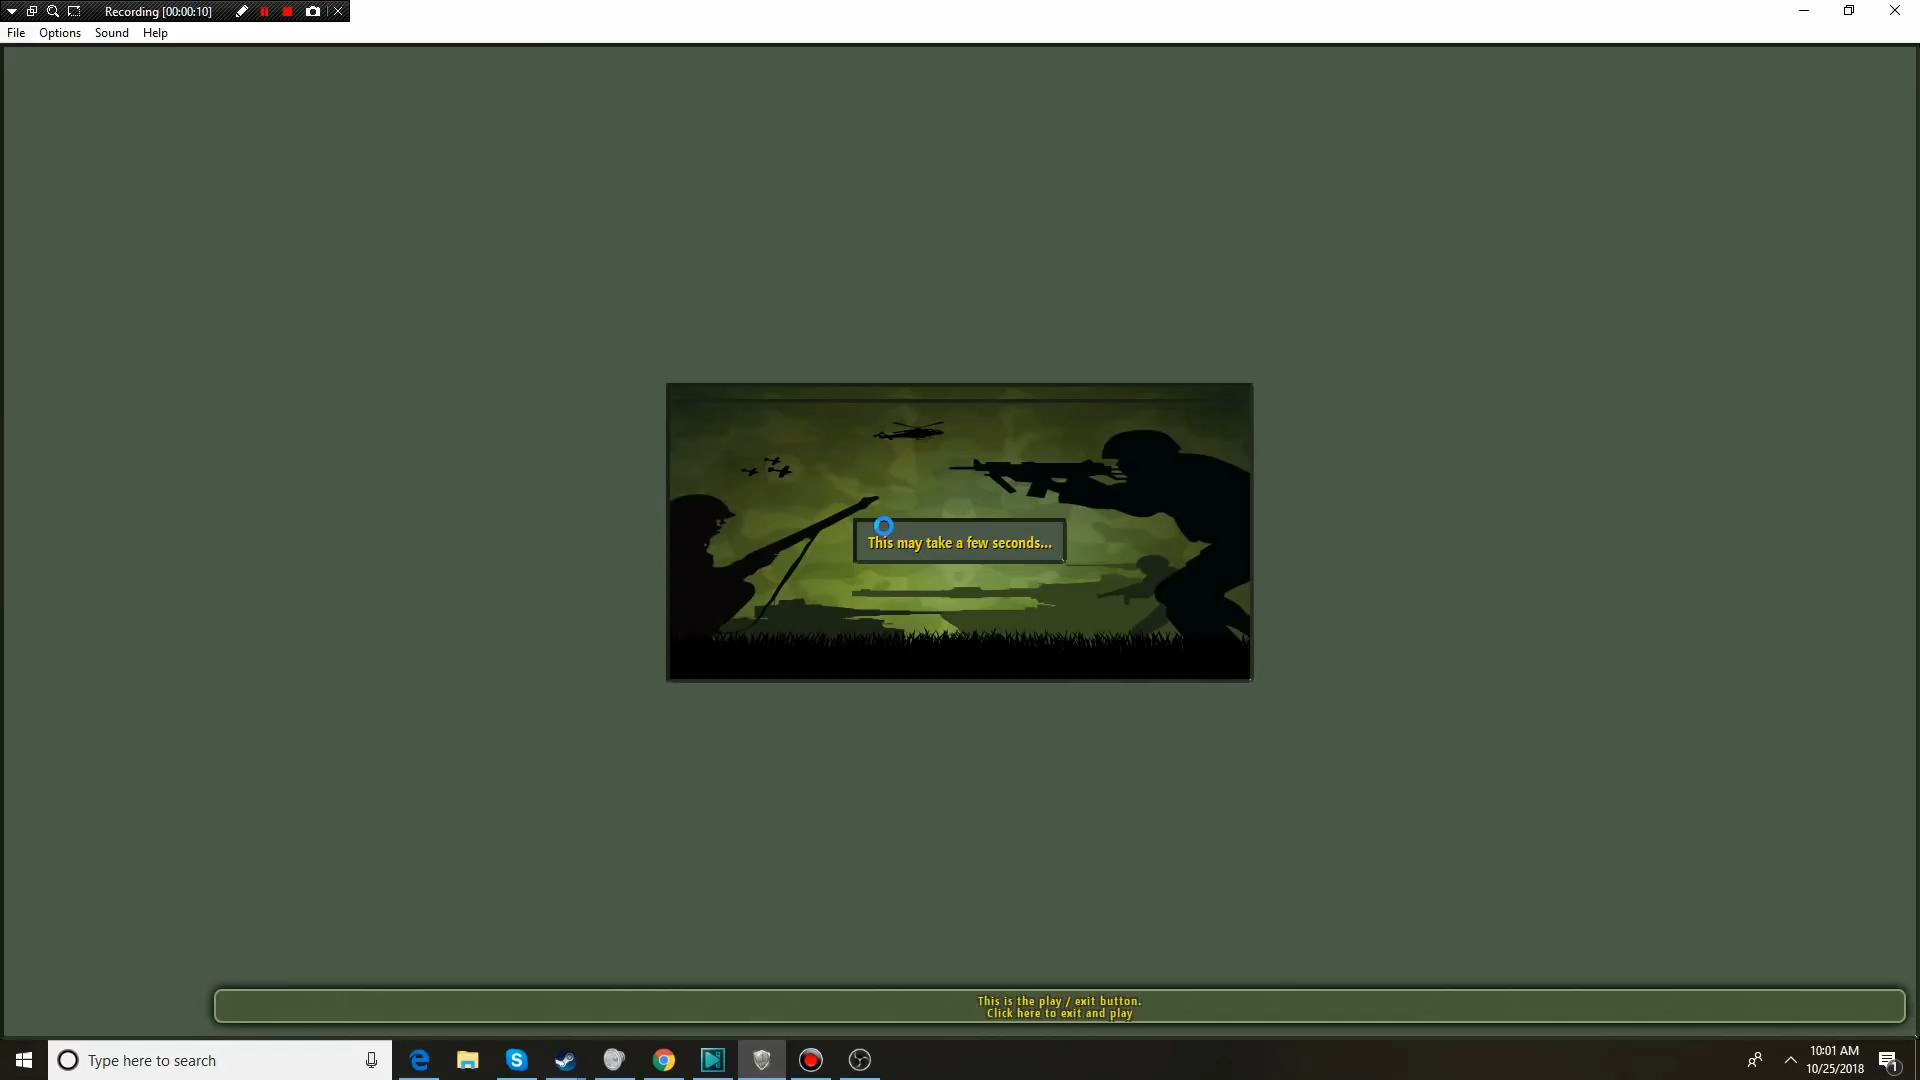 Recording [00:00:10]
File Options Sound Help
This may take a few seconds...
This is the play / exit button.
Click here to exit and play
Type here to search
10:01 AM
10/25/2018
1